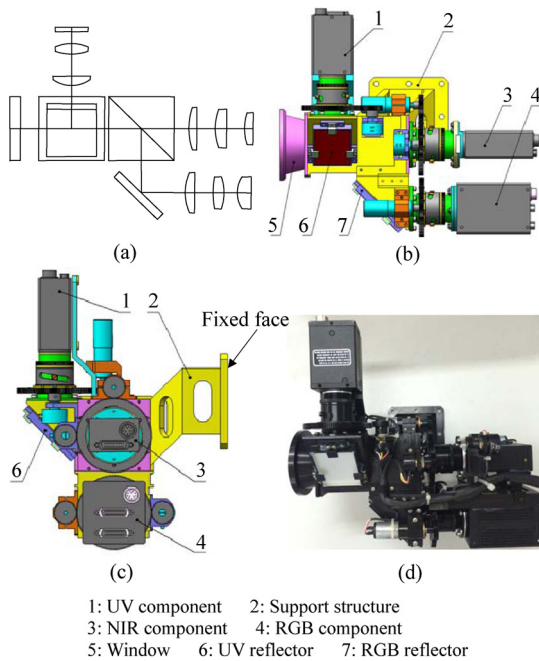 1
2
3
4
5
6
7
(a)
(b)
1
2
Fixed face
6
3
4
(c)
(d)
1: UV component 2: Support structure
3: NIR component 4: RGB component
5: Window 6: UV reflector 7: RGB reflector